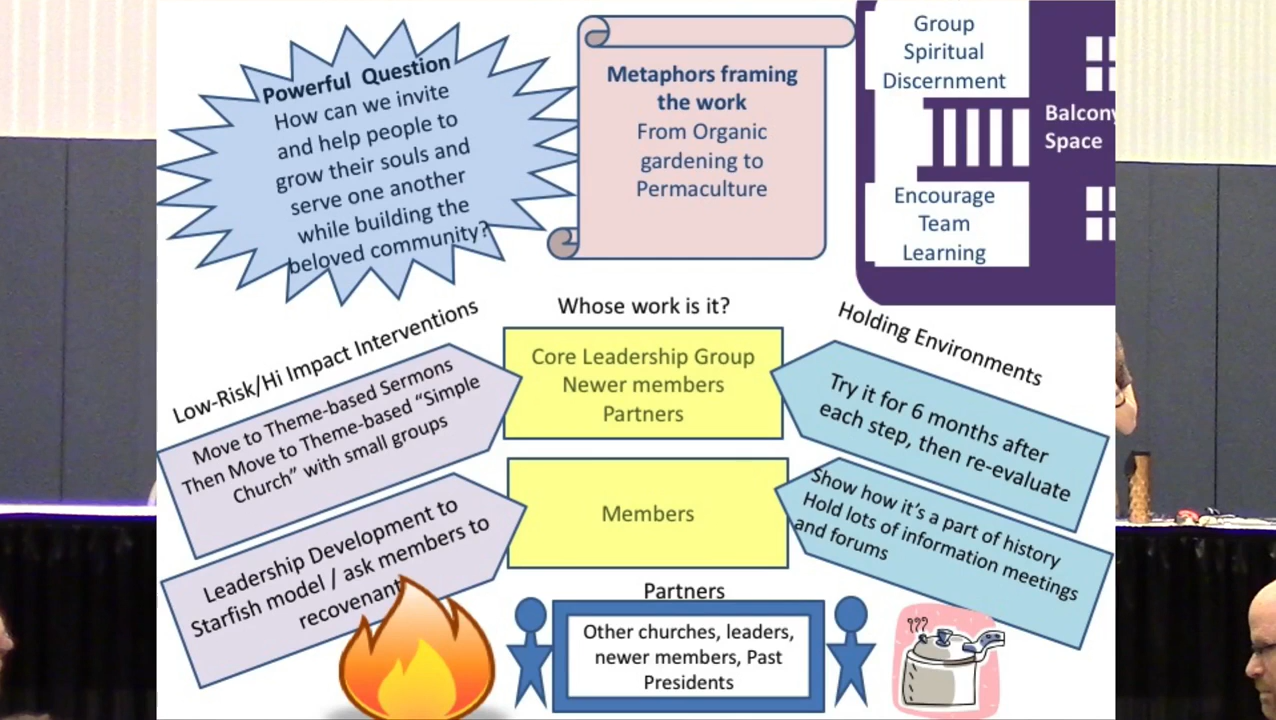 Powerful Question
How can we invite
and help people to
grow their souls and
serve one another
while building the
beloved community?
Metaphors framing
the work
From Organic
gardening to
Permaculture
Group
Spiritual
Discernment
Balcony
Space
Encourage
Team
Learning
Low-Risk/Hi Impact Interventions
Move to Theme-based Sermons
Then Move to Theme-based “Simple
Church” with small groups
Leadership Development to
Starfish model / ask members to
recovenant
Whose work is it?
Core Leadership Group
Newer members
Partners
Members
Holding Environments
Try it for 6 months after
each step, then re-evaluate
Show how it’s a part of history
Hold lots of information meetings
and forums
Partners
Other churches, leaders,
newer members, Past
Presidents
???